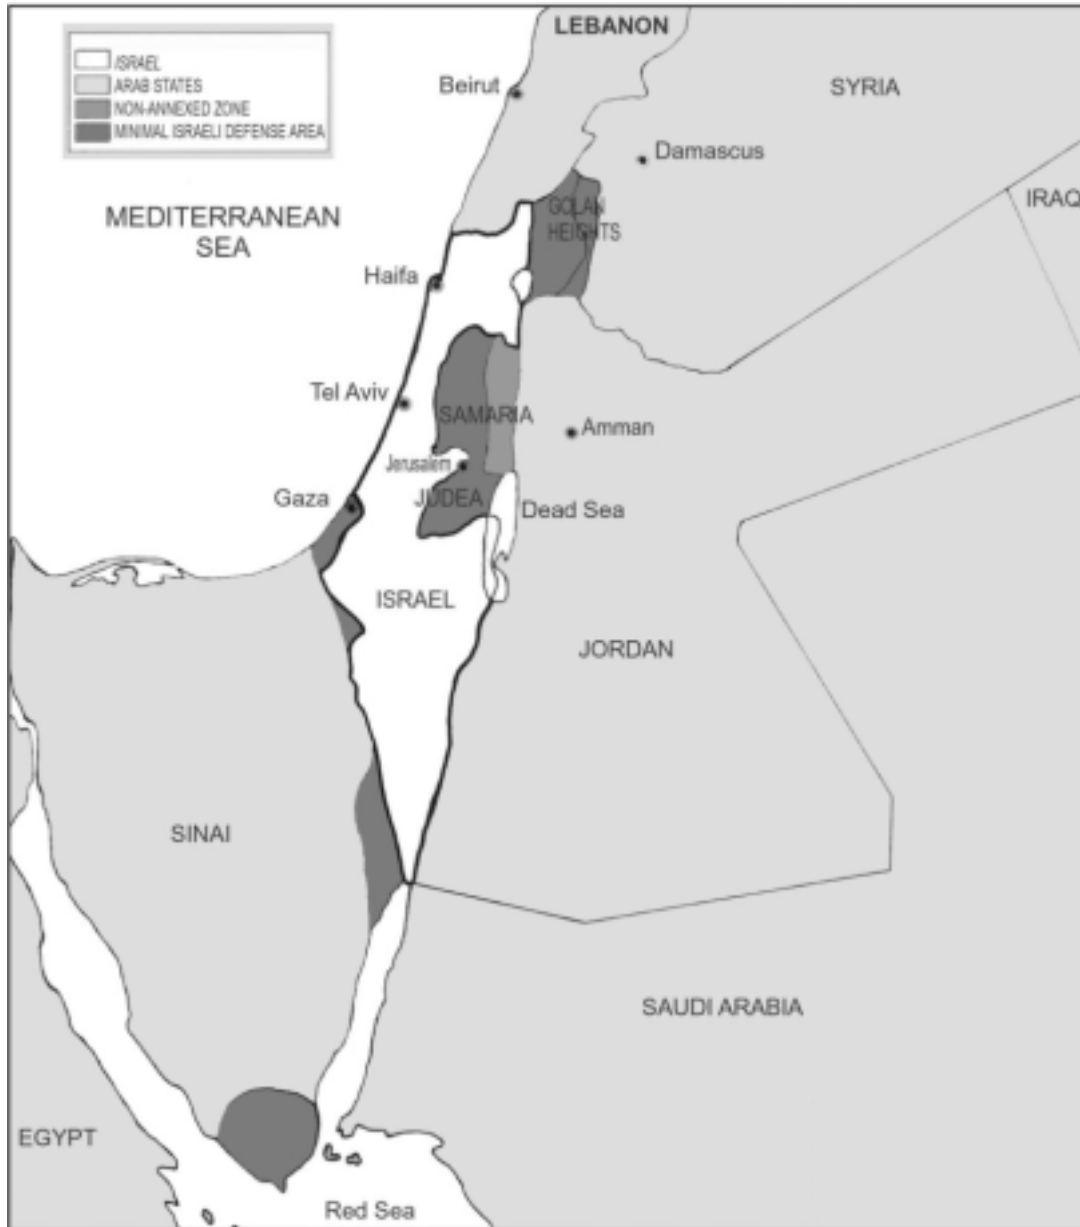 LEBANON
ISRAEL
ARAB STATES
NON-ANNEXED ZONE
MINIMAL ISRAELI DEFENSE AREA
Beirut
SYRIA
Damascus
IRAQ
MEDITERRANEAN
SEA
GOLAN
HEIGHTS
Haifa
Tel Aviv
SAMARIA
Amman
Jerusalem
Gaza
JUDEA
Dead Sea
ISRAEL
JORDAN
SINAI
SAUDI ARABIA
EGYPT
Red Sea